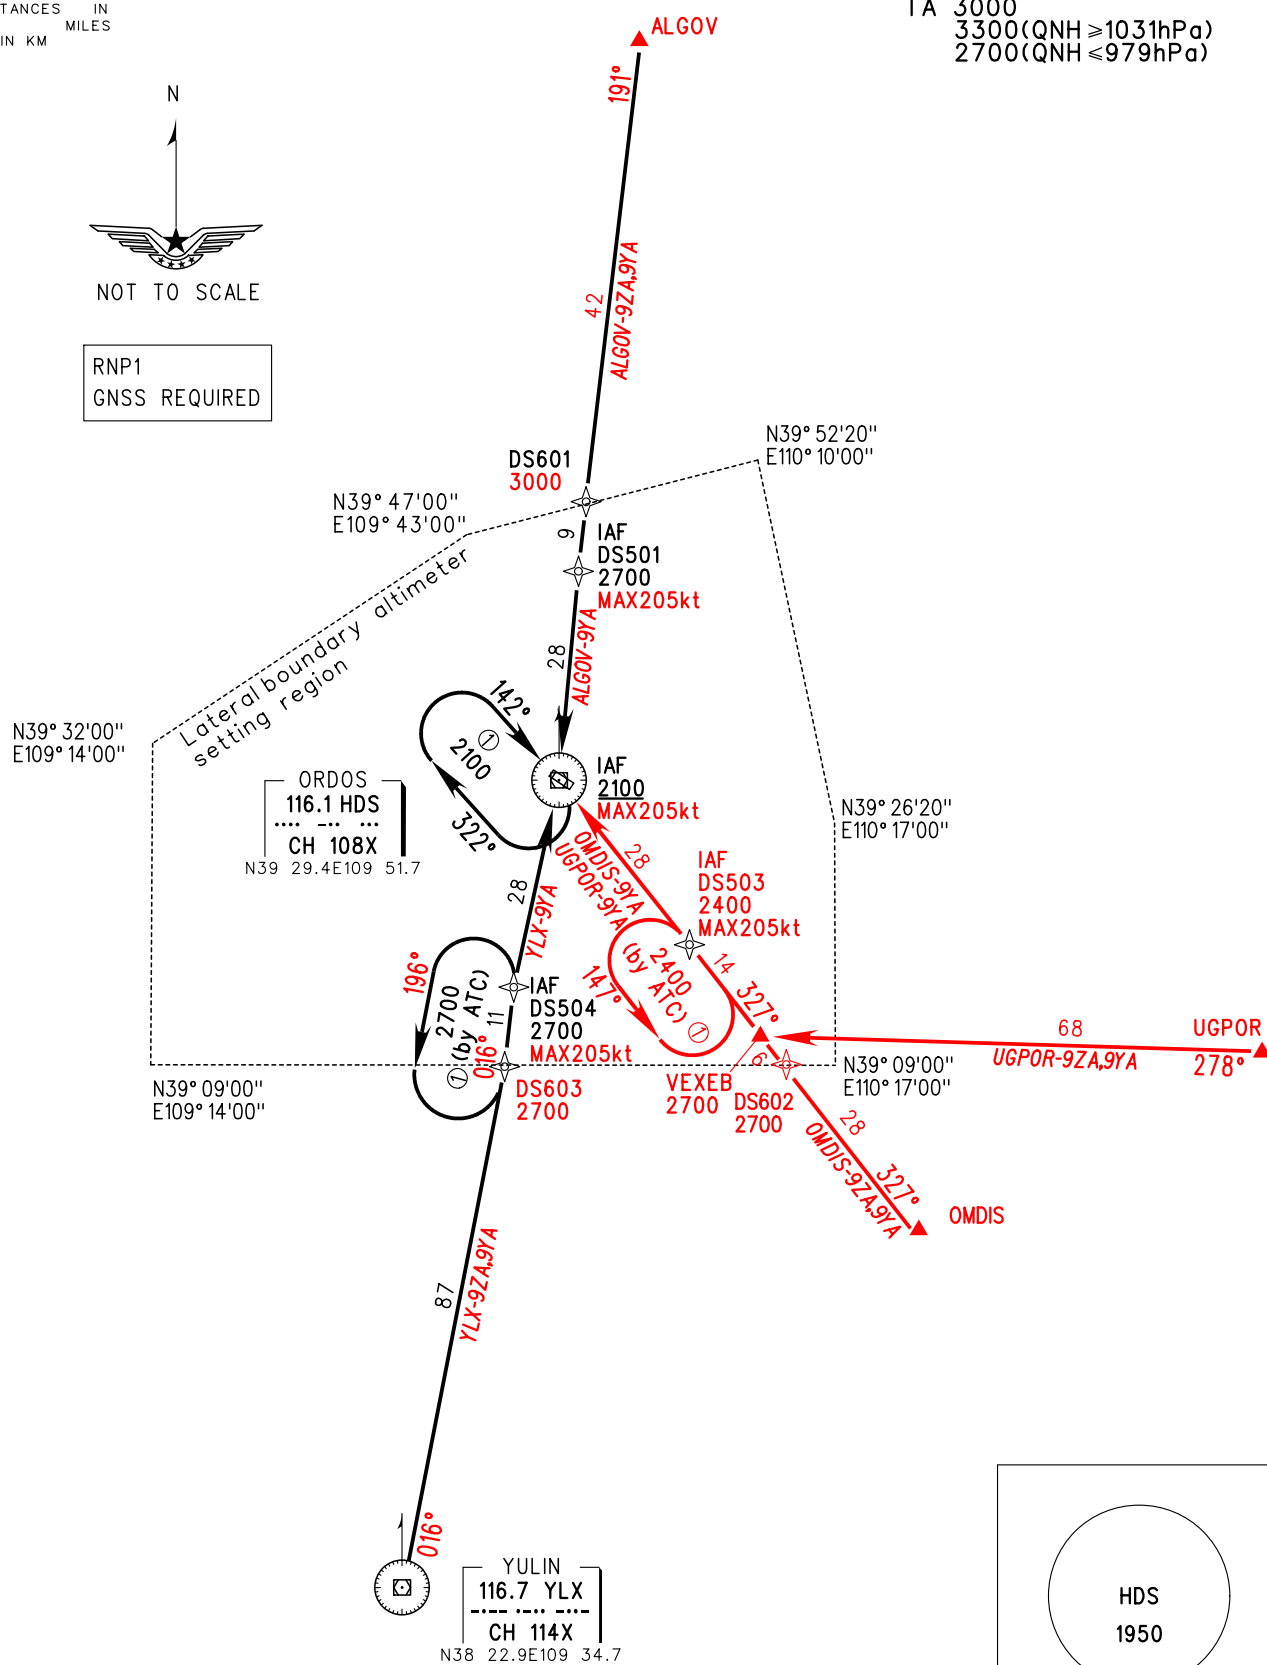 TANCES IN
MILES
IN KM
TA 3000
3300(QNH ≥1031hPa)
2700(QNH ≤979hPa)
ALGOV
191°
N
NOT TO SCALE
RNP1
GNSS REQUIRED
42
ALGOV-9ZA,9YA
N39° 52'20"
E110° 10'00"
DS601
3000
N39° 47'00"
E109° 43'00"
9
IAF
DS501
2700
MAX205kt
Lateral boundary altimeter
setting region
28
ALGOV-9YA
N39° 32'00"
E109° 14'00"
142°
1
2100
322°
IAF
2100
MAX205kt
ORDOS
116.1 HDS
CH 108X
N39 29.4E109 51.7
N39° 26'20"
E110° 17'00"
28
OMDIS-9YA
UGPOR-9YA
28
YLX-9YA
IAF
DS503
2400
MAX205kt
2400
(by ATC) 1
147°
14
327°
196°
2700
(by ATC)
1
IAF
DS504
2700
MAX205kt
11
016°
DS603
2700
68
UGPOR
UGPOR-9ZA,9YA
278°
VEXEB
2700
6
DS602
2700
N39° 09'00"
E110° 17'00"
N39° 09'00"
E109° 14'00"
28
OMDIS-9ZA,9YA
327°
OMDIS
87
YLX-9ZA,9YA
016°
YULIN
116.7 YLX
CH 114X
N38 22.9E109 34.7
HDS
1950